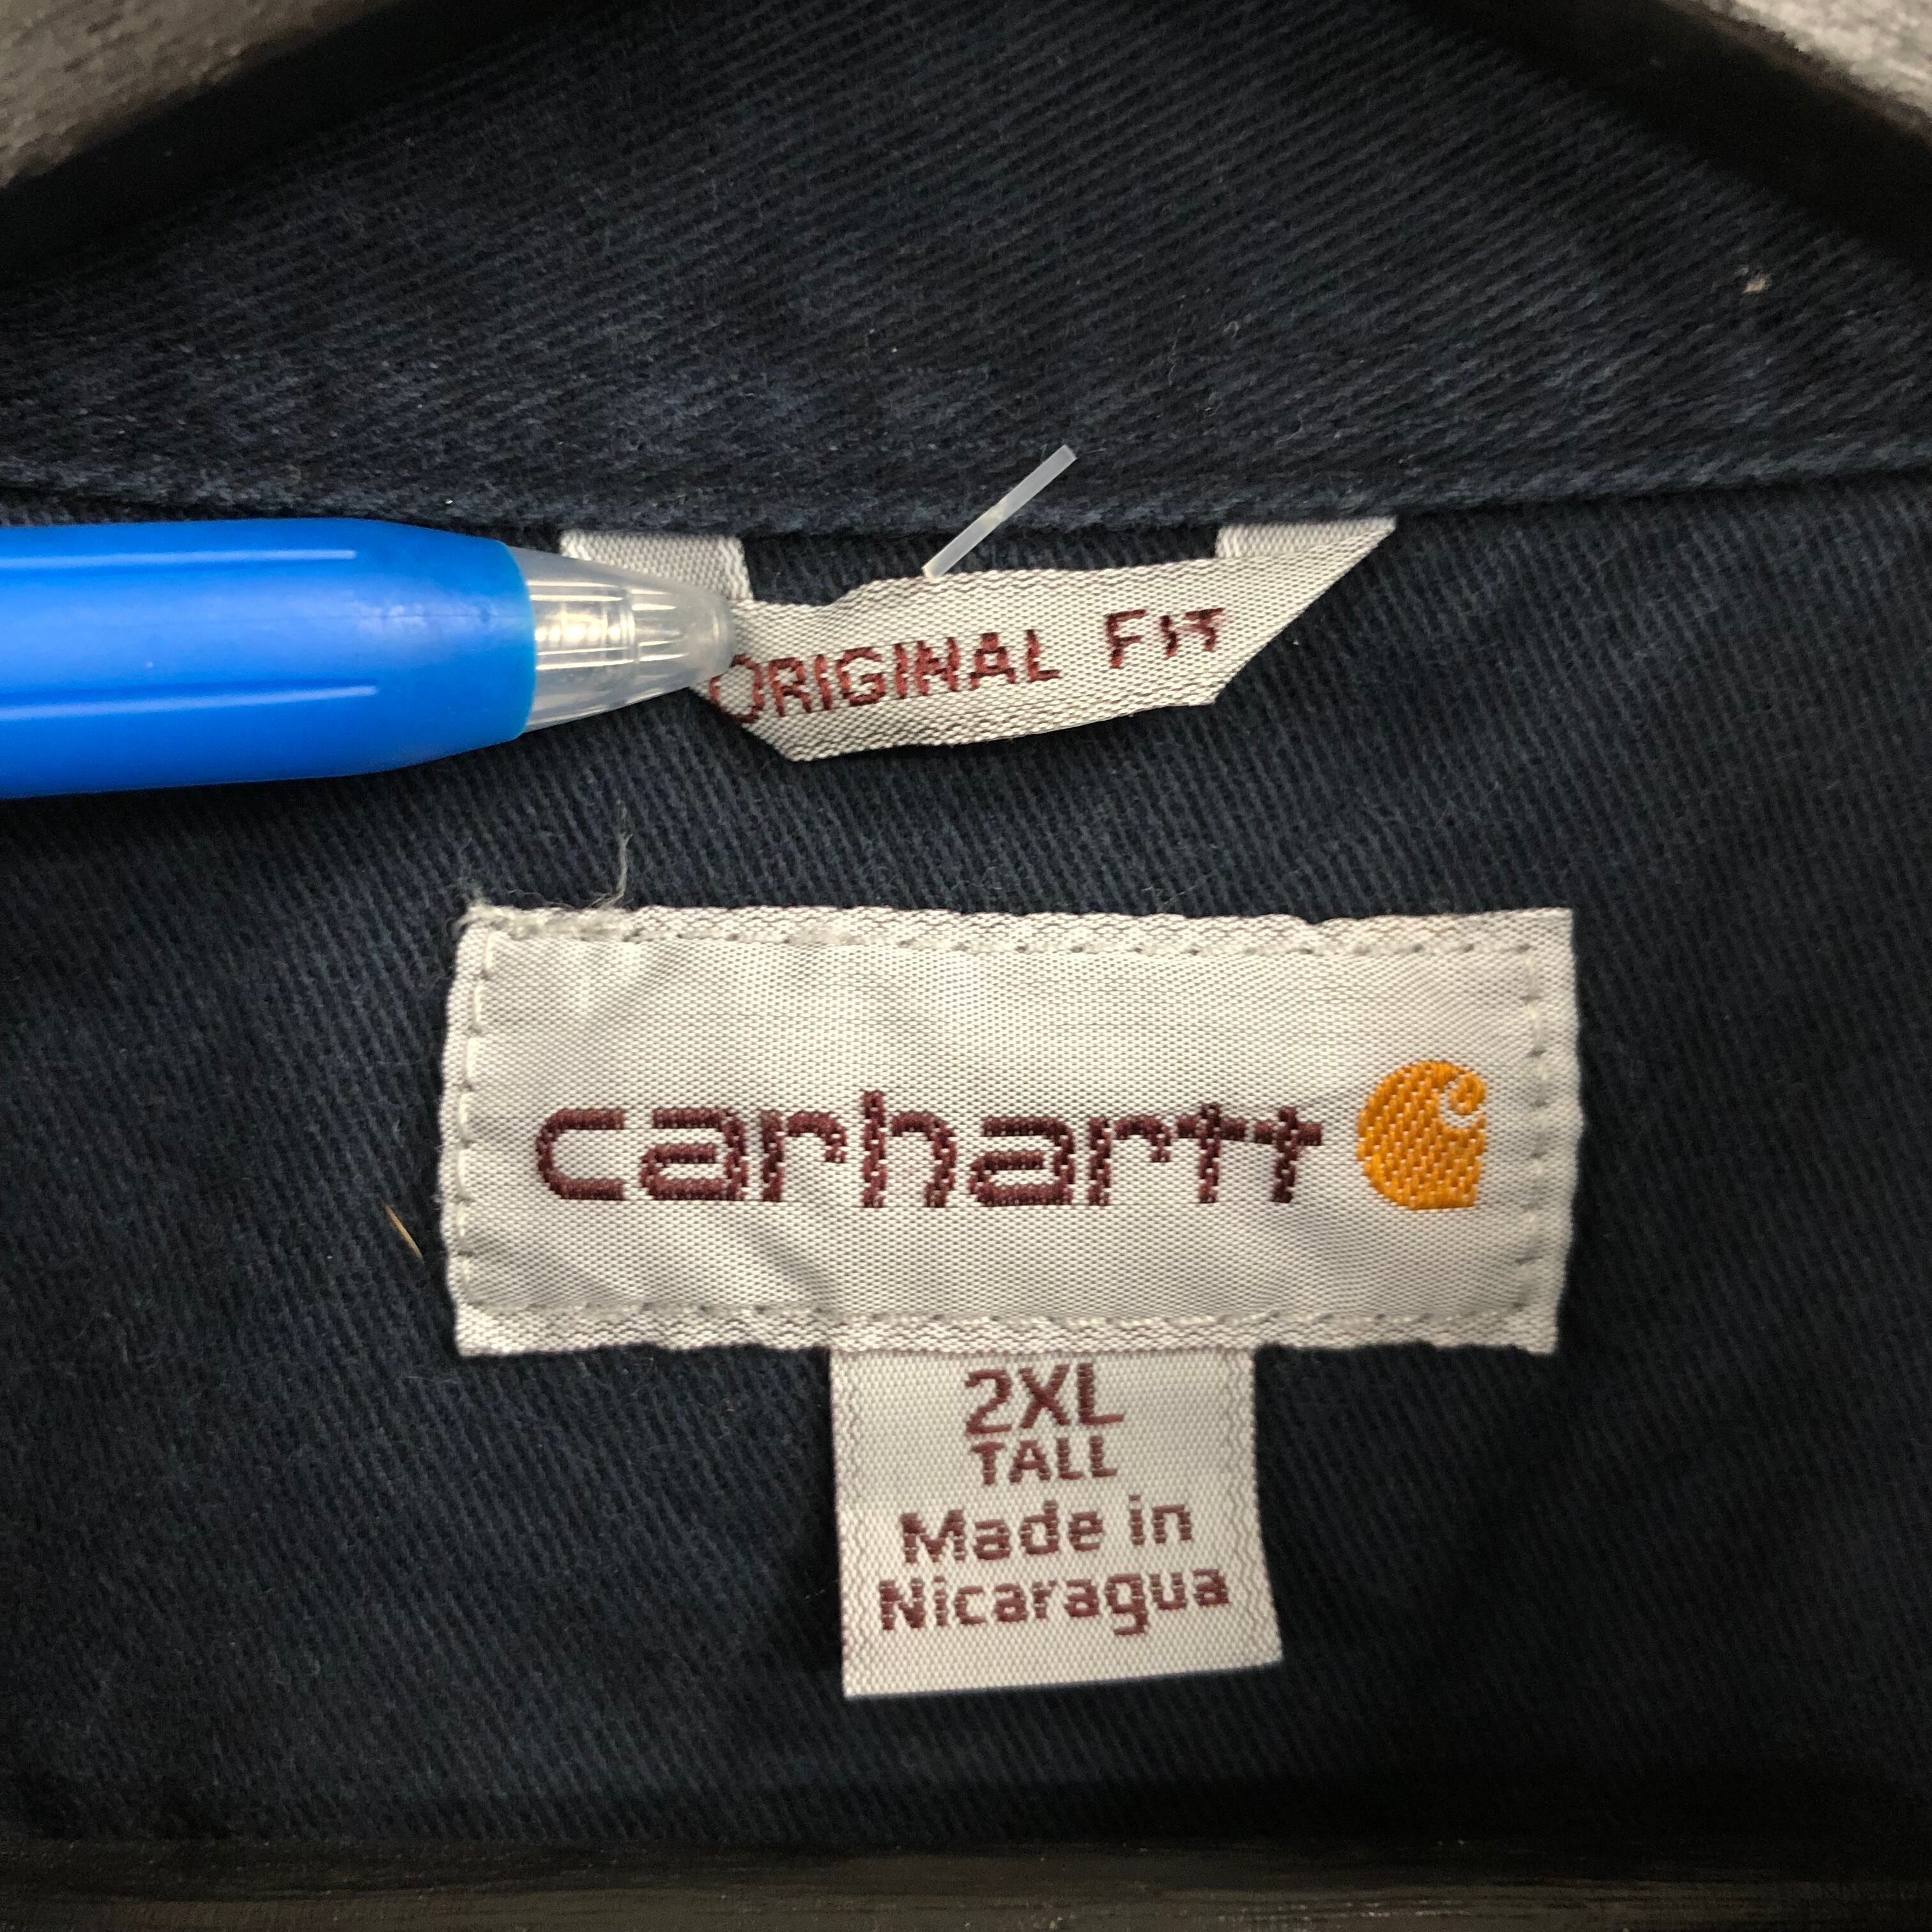 ORIGINAL FIT
carhartt
2XL
TALL
Made in
Nicaragua